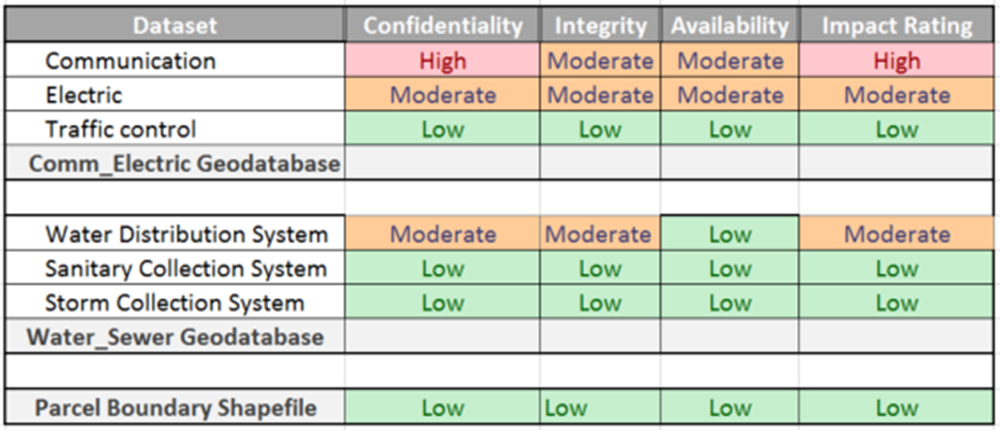 Dataset Confidentiality Integrity Availability Impact Rating
Communication High Moderate Moderate High
Electric Moderate Moderate Moderate Moderate
Traffic control Low Low Low Low
Comm_Electric Geodatabase
Water Distribution System Moderate Moderate Low Moderate
Sanitary Collection System Low Low Low Low
Storm Collection System Low Low Low Low
Water_Sewer Geodatabase
Parcel Boundary Shapefile Low Low Low Low